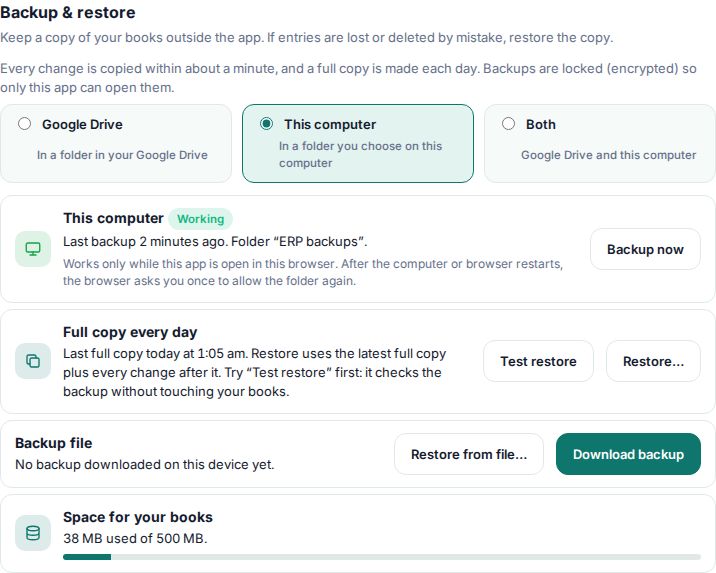 Backup & restore
Keep a copy of your books outside the app. If entries are lost or deleted by mistake, restore the copy.
Every change is copied within about a minute, and a full copy is made each day. Backups are locked (encrypted) so
only this app can open them.
Google Drive
In a folder in your Google Drive
This computer
In a folder you choose on this
computer
Both
Google Drive and this computer
This computer Working
Last backup 2 minutes ago. Folder “ERP backups”.
Works only while this app is open in this browser. After the computer or browser restarts,
the browser asks you once to allow the folder again.
Backup now
Full copy every day
Last full copy today at 1:05 am. Restore uses the latest full copy
plus every change after it. Try “Test restore” first: it checks the
backup without touching your books.
Test restore
Restore…
Backup file
No backup downloaded on this device yet.
Restore from file…
Download backup
Space for your books
38 MB used of 500 MB.